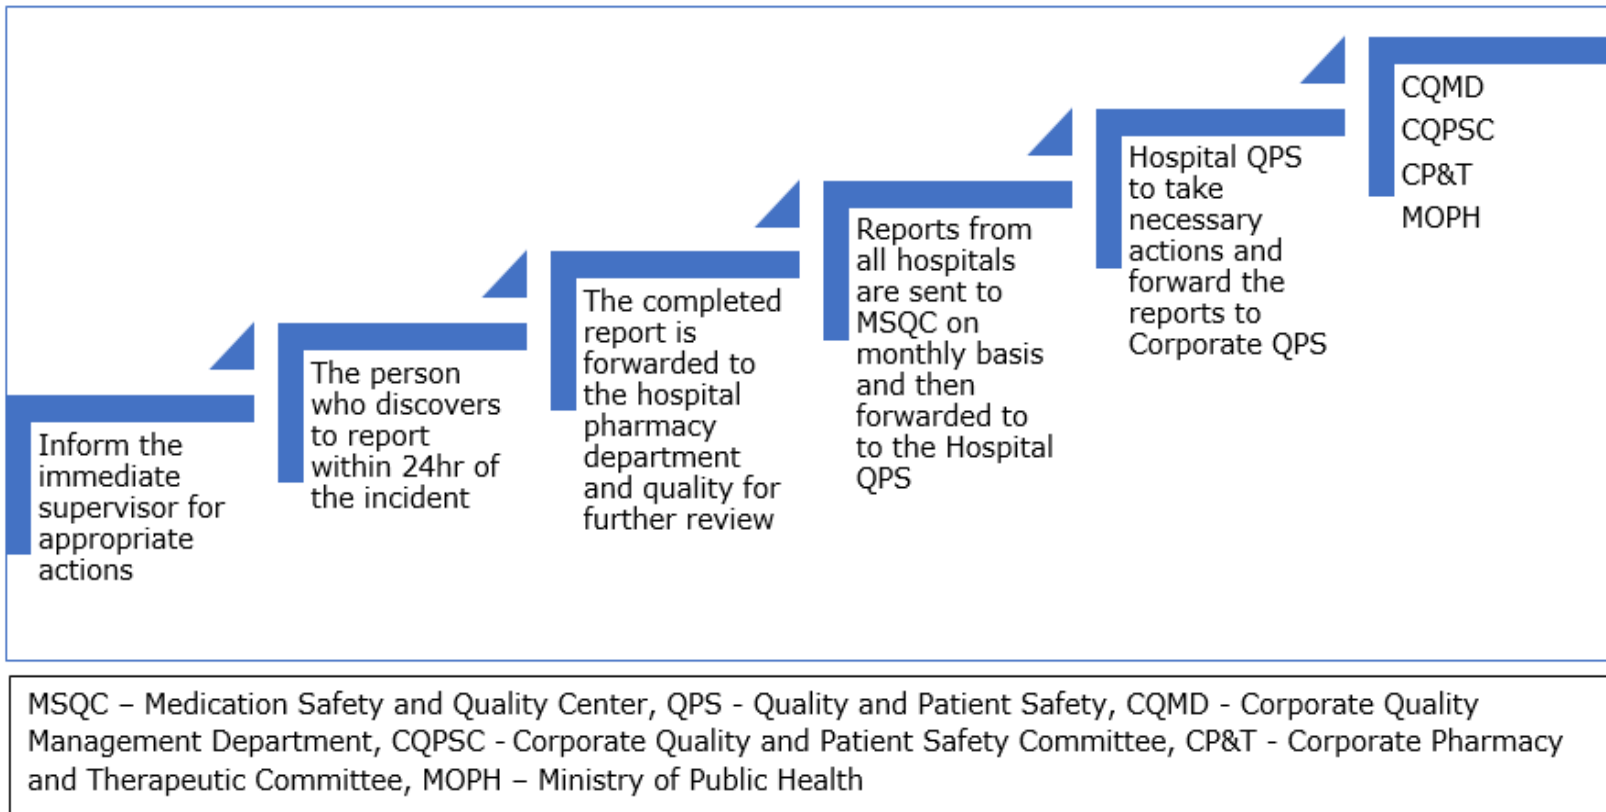 Inform the
immediate
supervisor for
appropriate
actions
The person
who discovers
to report
within 24hr of
the incident
The completed
report is
forwarded to
the hospital
pharmacy
department
and quality for
further review
Reports from
all hospitals
are sent to
MSQC on
monthly basis
and then
forwarded to
to the Hospital
QPS
Hospital QPS
to take
necessary
actions and
forward the
reports to
Corporate QPS
CQMD
CQPSC
CP&T
MOPH
MSQC – Medication Safety and Quality Center, QPS - Quality and Patient Safety, CQMD - Corporate Quality
Management Department, CQPSC - Corporate Quality and Patient Safety Committee, CP&T - Corporate Pharmacy
and Therapeutic Committee, MOPH – Ministry of Public Health